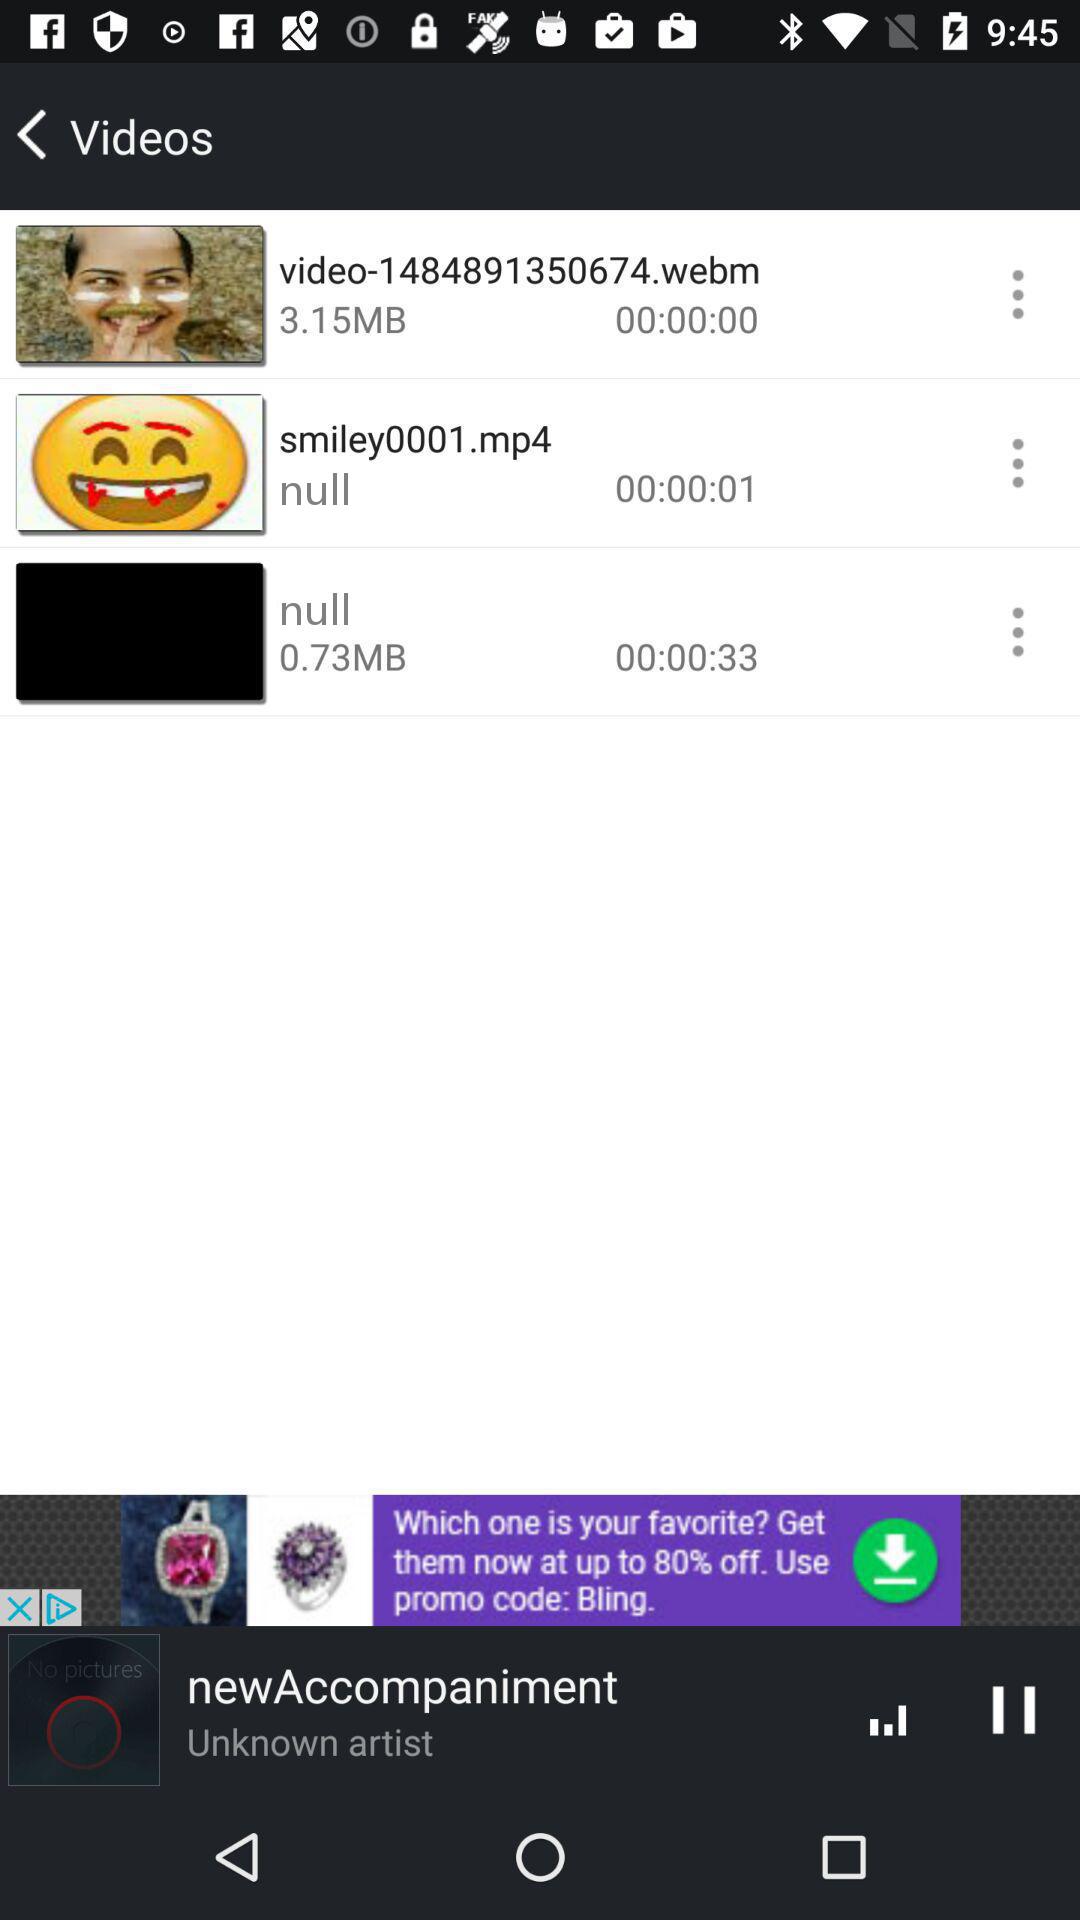 FAKE
9:45
Videos
video-1484891350674.webm
3.15MB 00:00:00
smiley0001.mp4
null 00:00:01
null
0.73MB 00:00:33
Which one is your favorite? Get
them now at up to 80% off. Use
promo code: Bling.
No pictures
newAccompaniment
Unknown artist